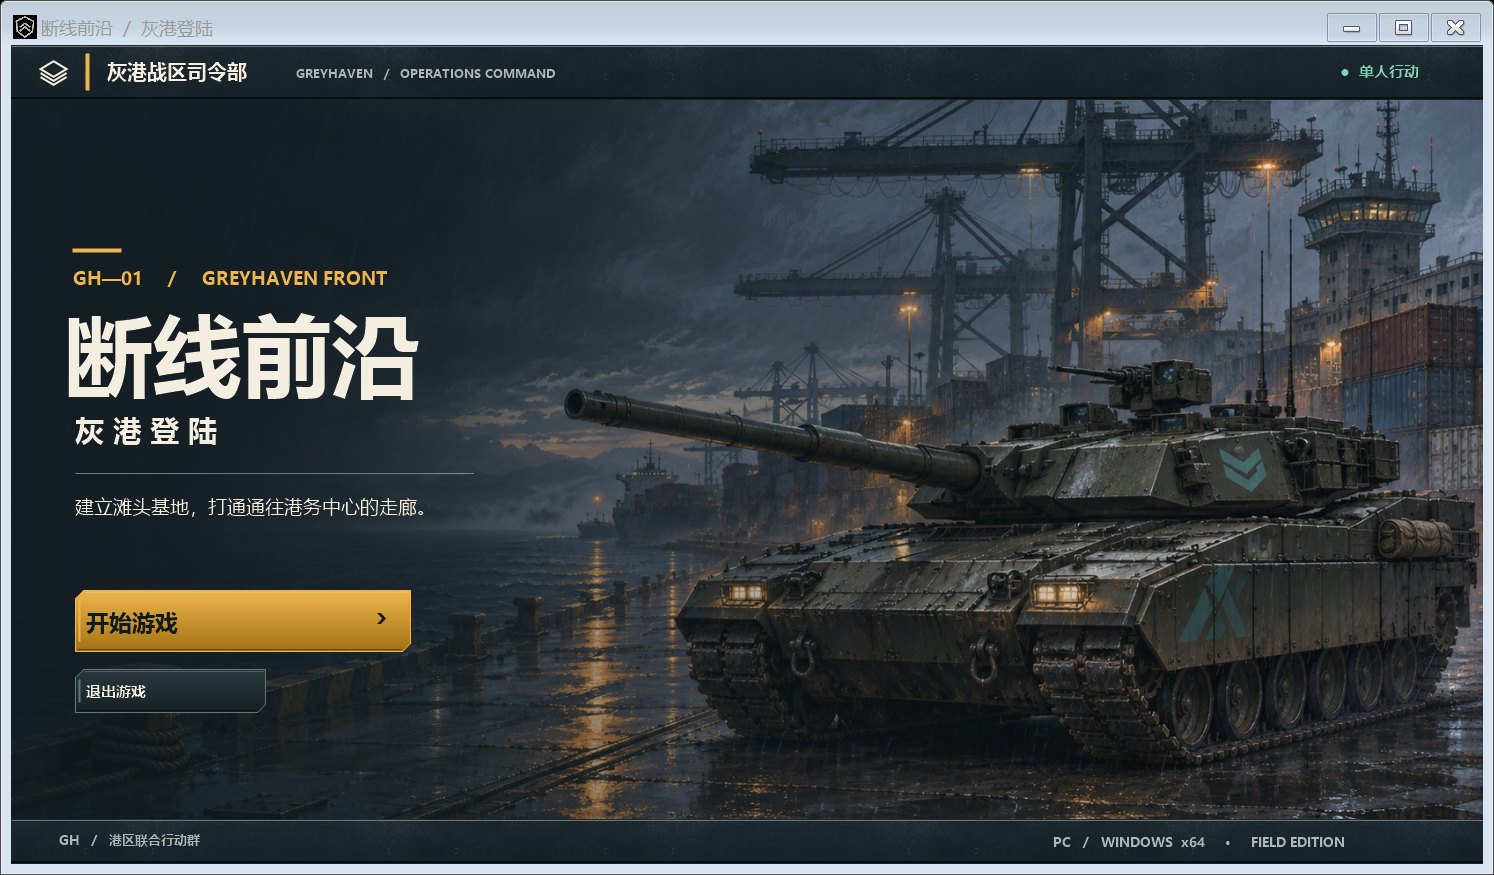 断线前沿 / 灰港登陆
灰港战区司令部 GREYHAVEN / OPERATIONS COMMAND
单人行动
GH—01 / GREYHAVEN FRONT
断线前沿
灰港登陆
建立滩头基地，打通通往港务中心的走廊。
开始游戏 ›
退出游戏
GH / 港区联合行动群
PC / WINDOWS x64 • FIELD EDITION